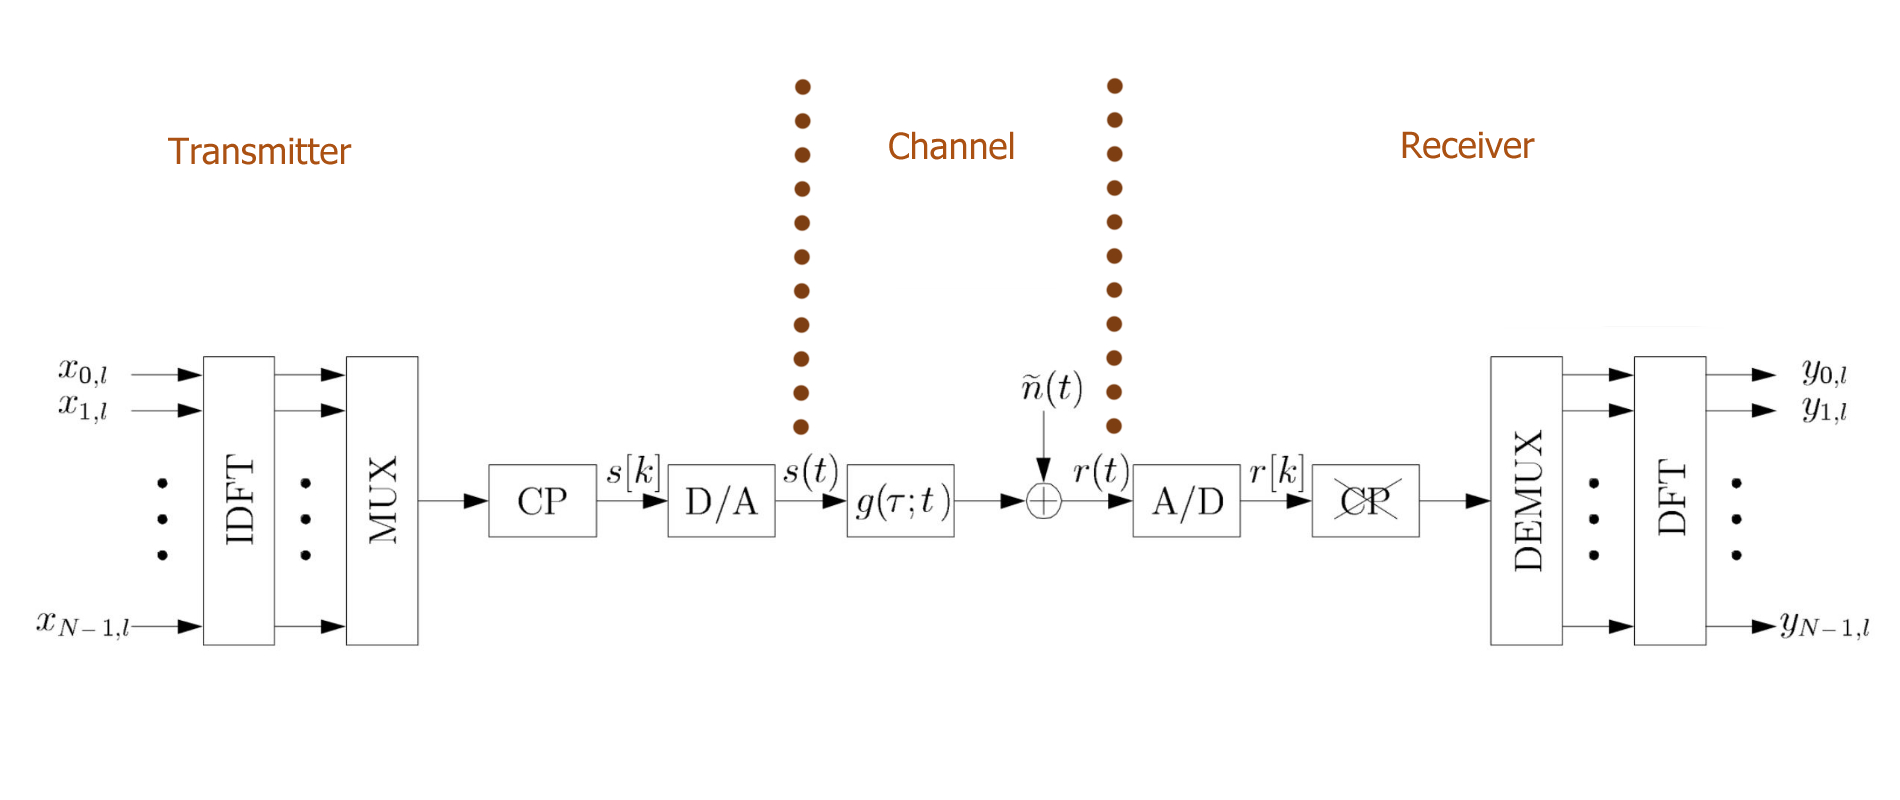 Transmitter
Channel
Receiver
x_{0,l}
x_{1,l}
x_{N-1,l}
IDFT
MUX
CP
s[k]
D/A
s(t)
g(τ;t)
ñ(t)
r(t)
A/D
r[k]
CP
DEMUX
DFT
y_{0,l}
y_{1,l}
y_{N-1,l}